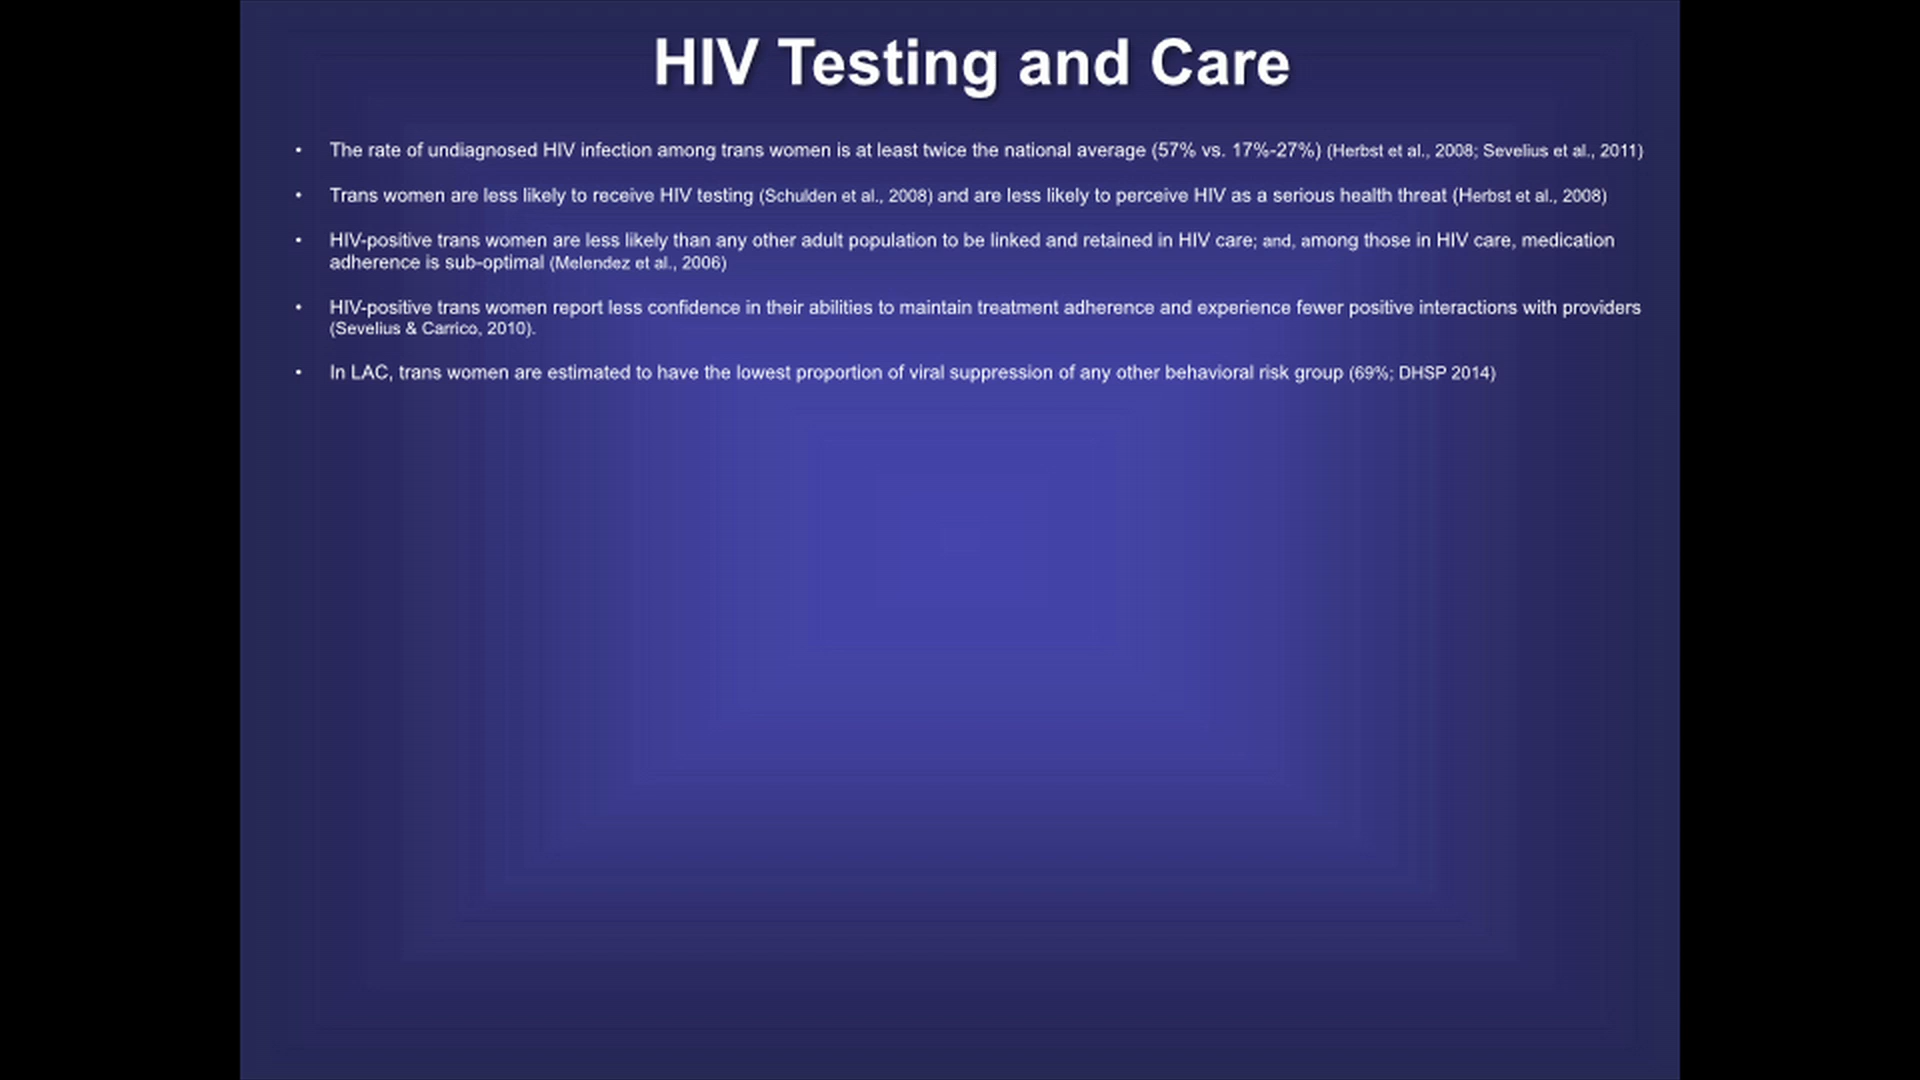 HIV Testing and Care
• The rate of undiagnosed HIV infection among trans women is at least twice the national average (57% vs. 17%-27%) (Herbst et al., 2008; Sevelius et al., 2011)
• Trans women are less likely to receive HIV testing (Schulden et al., 2008) and are less likely to perceive HIV as a serious health threat (Herbst et al., 2008)
• HIV-positive trans women are less likely than any other adult population to be linked and retained in HIV care; and, among those in HIV care, medication
adherence is sub-optimal (Melendez et al., 2006)
• HIV-positive trans women report less confidence in their abilities to maintain treatment adherence and experience fewer positive interactions with providers
(Sevelius & Carrico, 2010).
• In LAC, trans women are estimated to have the lowest proportion of viral suppression of any other behavioral risk group (69%; DHSP 2014)